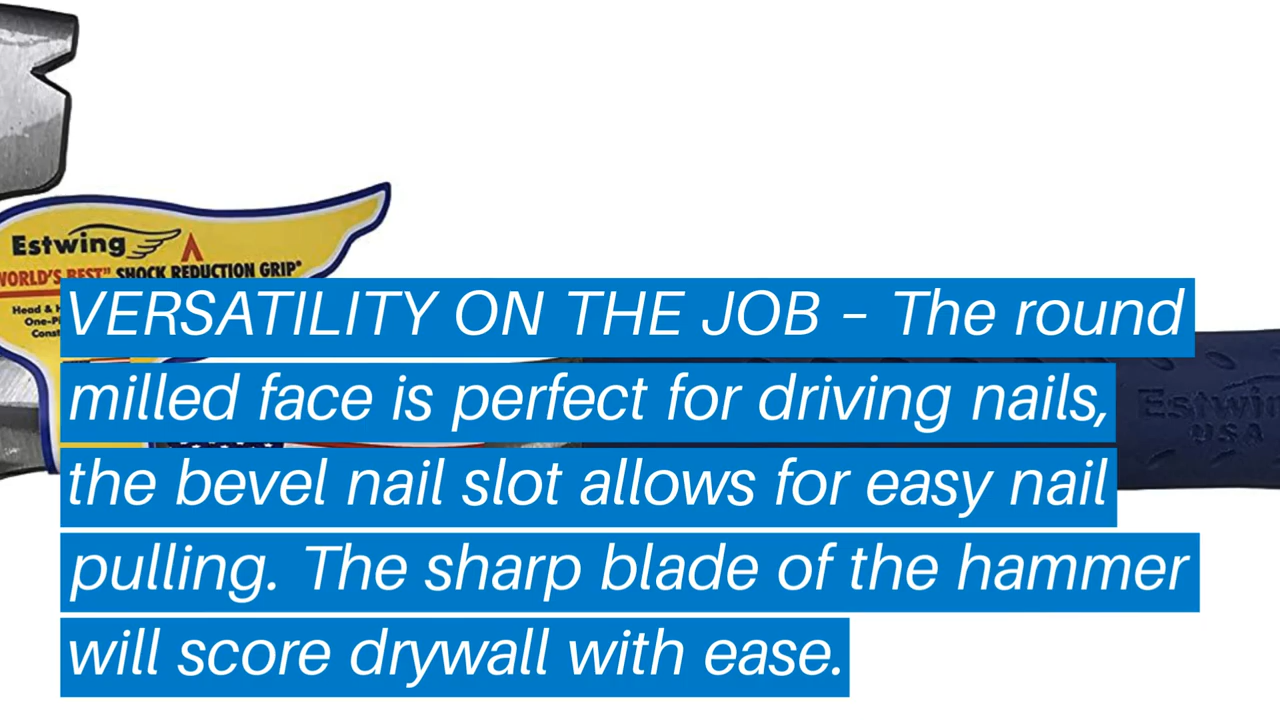 Estwing
WORLD'S BEST" SHOCK REDUCTION GRIP®
Head &
VERSATILITY ON THE JOB – The round
milled face is perfect for driving nails,
the bevel nail slot allows for easy nail
pulling. The sharp blade of the hammer
will score drywall with ease.
USA